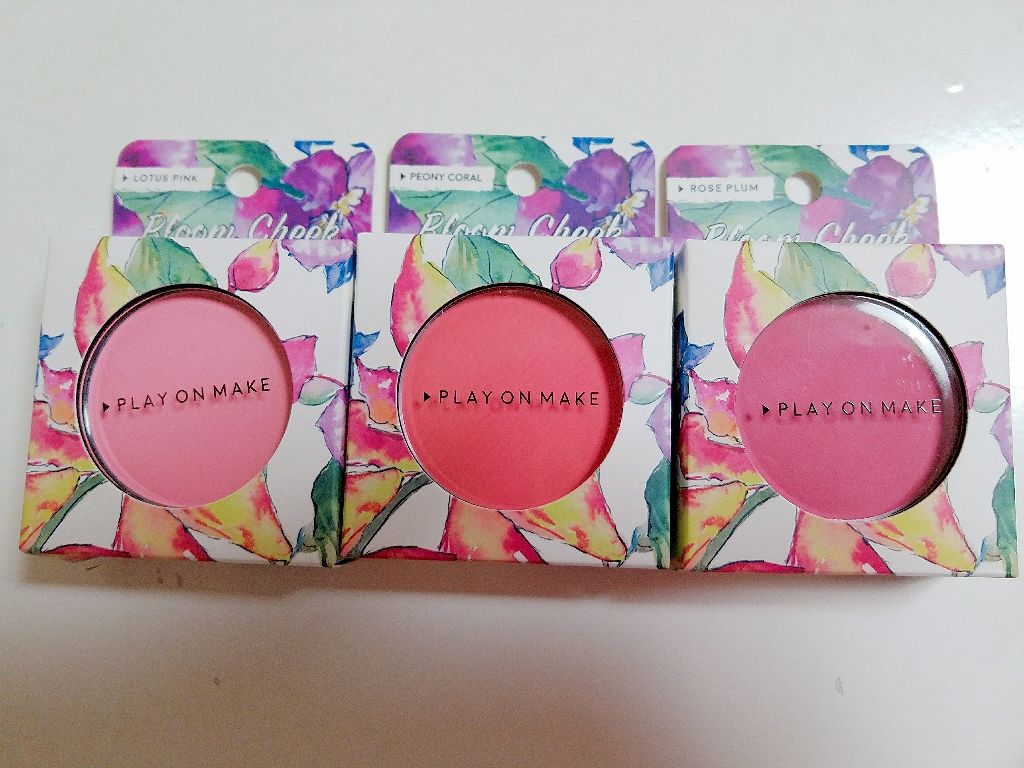 ▶ LOTUS PINK
Bloom Cheek
▶ PLAY ON MAKE
▶ PEONY CORAL
Bloom Cheek
▶ PLAY ON MAKE
▶ ROSE PLUM
Bloom Cheek
▶ PLAY ON MAKE